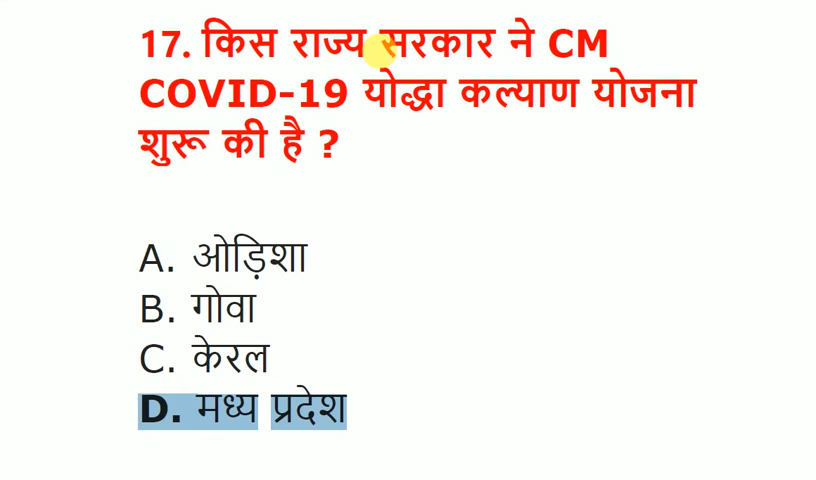 17. किस राज्य सरकार ने CM
COVID-19 योद्धा कल्याण योजना
शुरू की है ?
A. ओड़िशा
B. गोवा
C. केरल
D. मध्य प्रदेश